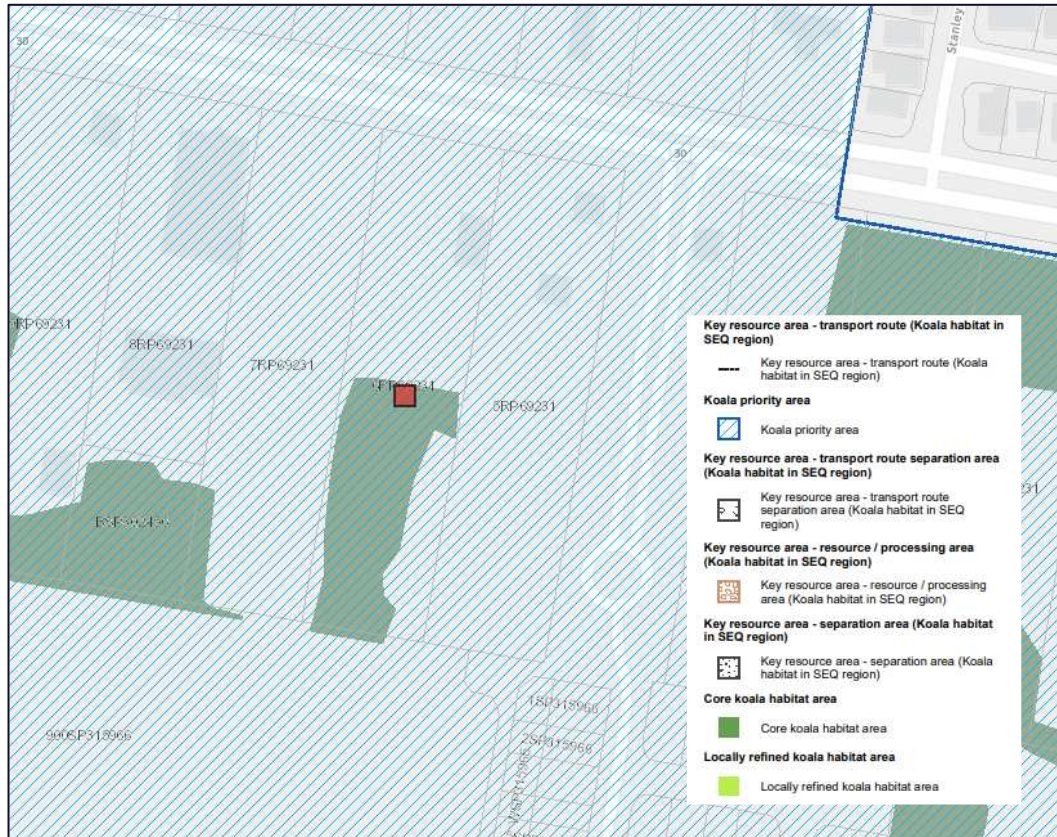 30
Stanley
30
8RP69231
7RP69231
5RP69231
900SP315966
1SP315966
2SP315966
Key resource area - transport route (Koala habitat in
SEQ region)
Key resource area - transport route (Koala
habitat in SEQ region)
Koala priority area
Koala priority area
Key resource area - transport route separation area
(Koala habitat in SEQ region)
Key resource area - transport route
separation area (Koala habitat in SEQ
region)
Key resource area - resource / processing area
(Koala habitat in SEQ region)
Key resource area - resource / processing
area (Koala habitat in SEQ region)
Key resource area - separation area (Koala habitat
in SEQ region)
Key resource area - separation area (Koala
habitat in SEQ region)
Core koala habitat area
Core koala habitat area
Locally refined koala habitat area
Locally refined koala habitat area